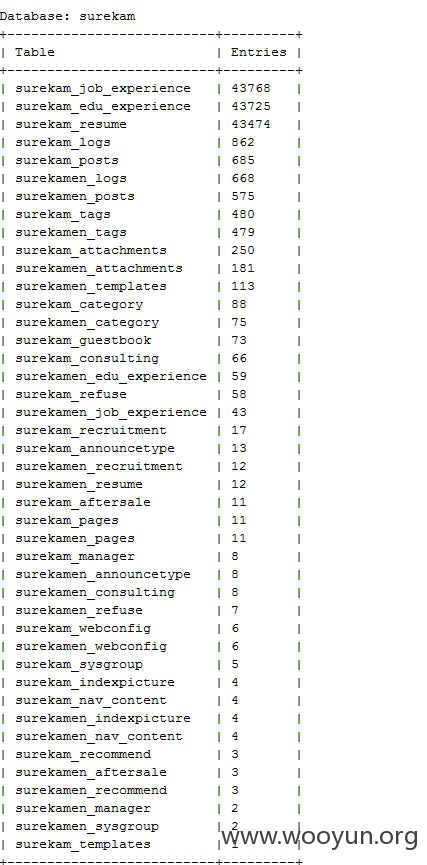 Database: surekam
+--------------------------+---------+
| Table                    | Entries |
+--------------------------+---------+
| surekam_job_experience   | 43768   |
| surekam_edu_experience   | 43725   |
| surekam_resume           | 43474   |
| surekam_logs             | 862     |
| surekam_posts            | 685     |
| surekamen_logs           | 668     |
| surekamen_posts          | 575     |
| surekam_tags             | 480     |
| surekamen_tags           | 479     |
| surekam_attachments      | 250     |
| surekamen_attachments    | 181     |
| surekamen_templates      | 113     |
| surekam_category         | 88      |
| surekamen_category       | 75      |
| surekam_guestbook        | 73      |
| surekam_consulting       | 66      |
| surekamen_edu_experience | 59      |
| surekam_refuse           | 58      |
| surekamen_job_experience | 43      |
| surekam_recruitment      | 17      |
| surekam_announcetype     | 13      |
| surekamen_recruitment    | 12      |
| surekamen_resume         | 12      |
| surekam_aftersale        | 11      |
| surekam_pages            | 11      |
| surekamen_pages          | 11      |
| surekam_manager          | 8       |
| surekamen_announcetype   | 8       |
| surekamen_consulting     | 8       |
| surekamen_refuse         | 7       |
| surekam_webconfig        | 6       |
| surekamen_webconfig      | 6       |
| surekam_sysgroup         | 5       |
| surekam_indexpicture     | 4       |
| surekam_nav_content      | 4       |
| surekamen_indexpicture   | 4       |
| surekamen_nav_content    | 4       |
| surekam_recommend        | 3       |
| surekamen_aftersale      | 3       |
| surekamen_recommend      | 3       |
| surekamen_manager        | 2       |
| surekamen_sysgroup       | 2       |
| surekam_templates        | 1       |
+--------------------------+---------+
www.wooyun.org